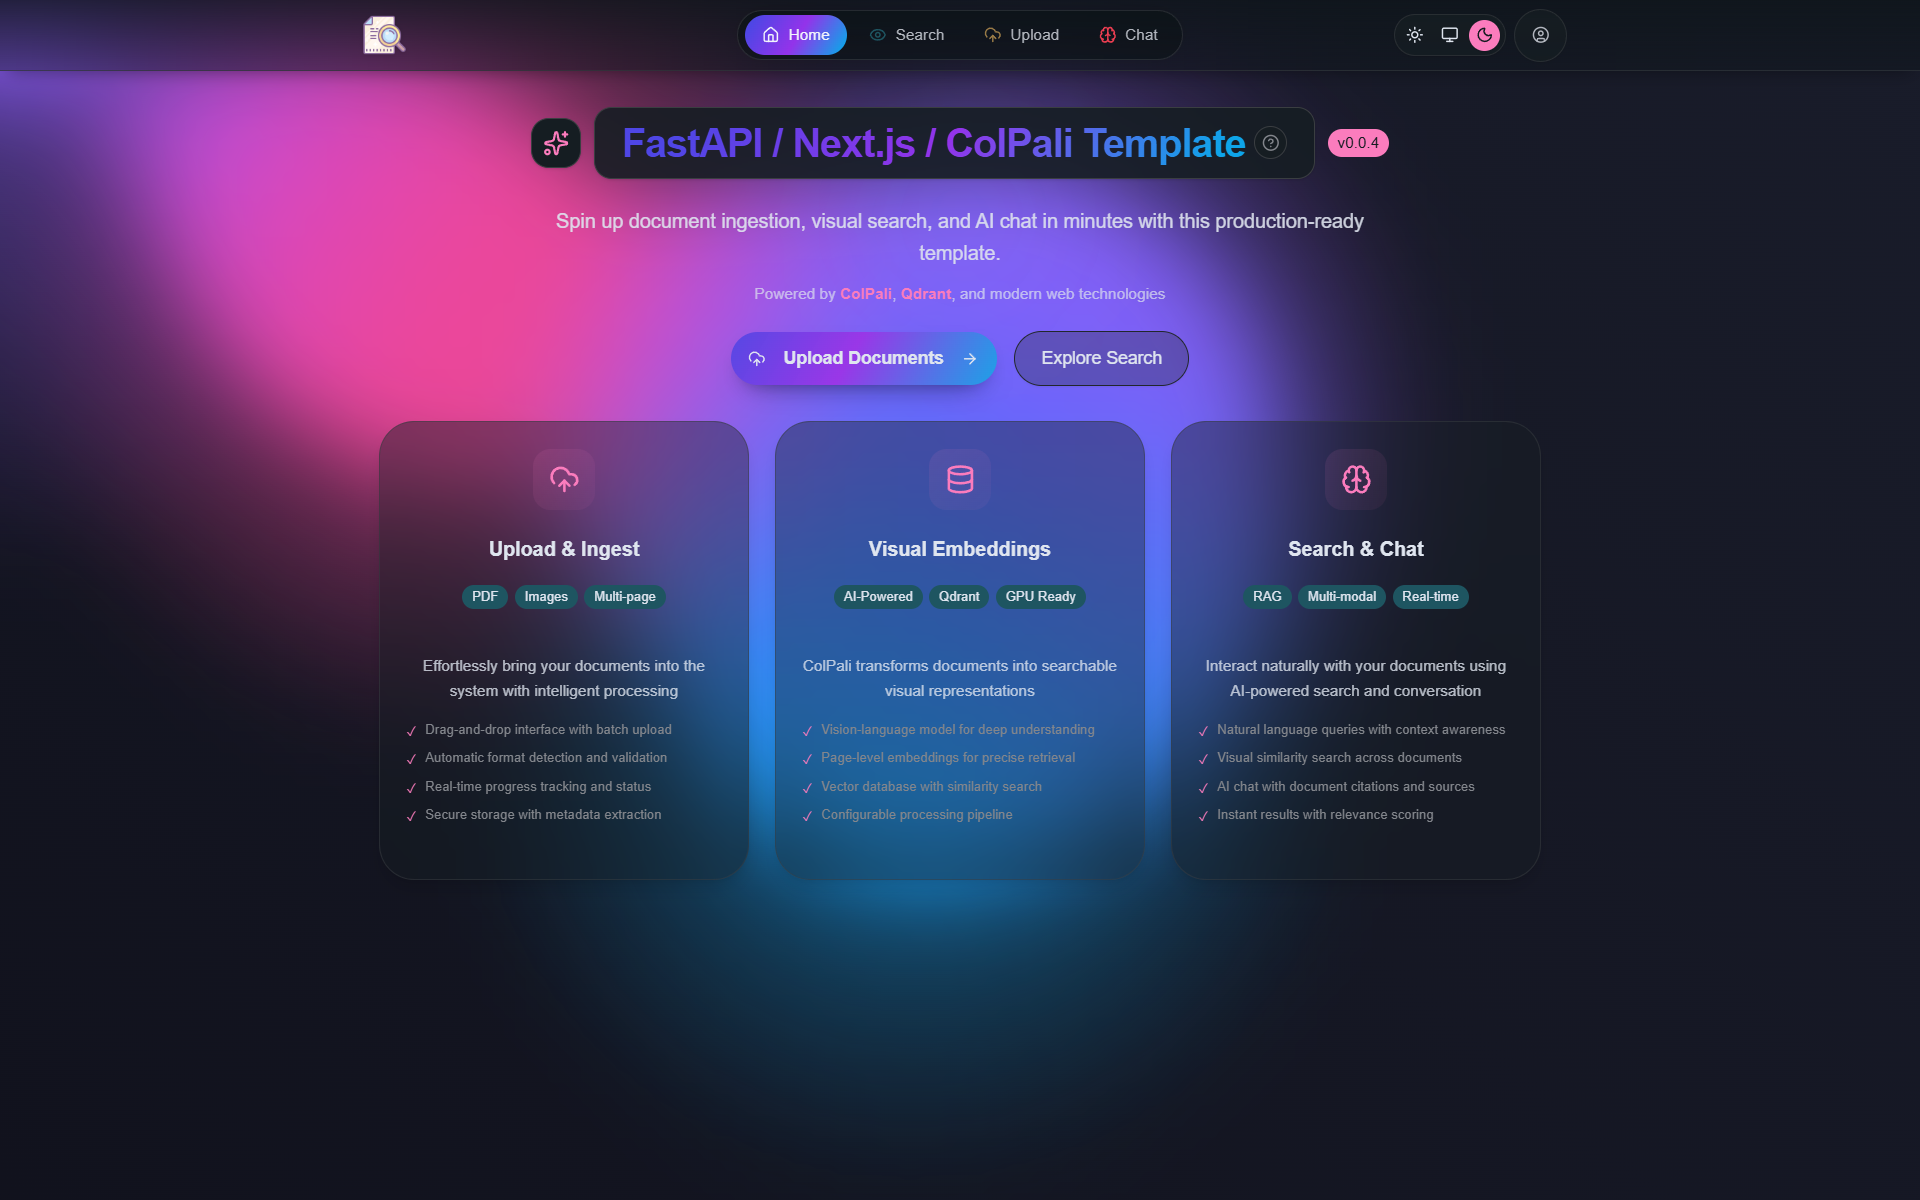 Home
Search
Upload
Chat
FastAPI / Next.js / ColPali Template
v0.0.4
Spin up document ingestion, visual search, and AI chat in minutes with this production-ready
template.
Powered by ColPali, Qdrant, and modern web technologies
Upload Documents
Explore Search
Upload & Ingest
PDF
Images
Multi-page
Effortlessly bring your documents into the
system with intelligent processing
Drag-and-drop interface with batch upload
Automatic format detection and validation
Real-time progress tracking and status
Secure storage with metadata extraction
Visual Embeddings
AI-Powered
Qdrant
GPU Ready
ColPali transforms documents into searchable
visual representations
Vision-language model for deep understanding
Page-level embeddings for precise retrieval
Vector database with similarity search
Configurable processing pipeline
Search & Chat
RAG
Multi-modal
Real-time
Interact naturally with your documents using
AI-powered search and conversation
Natural language queries with context awareness
Visual similarity search across documents
AI chat with document citations and sources
Instant results with relevance scoring